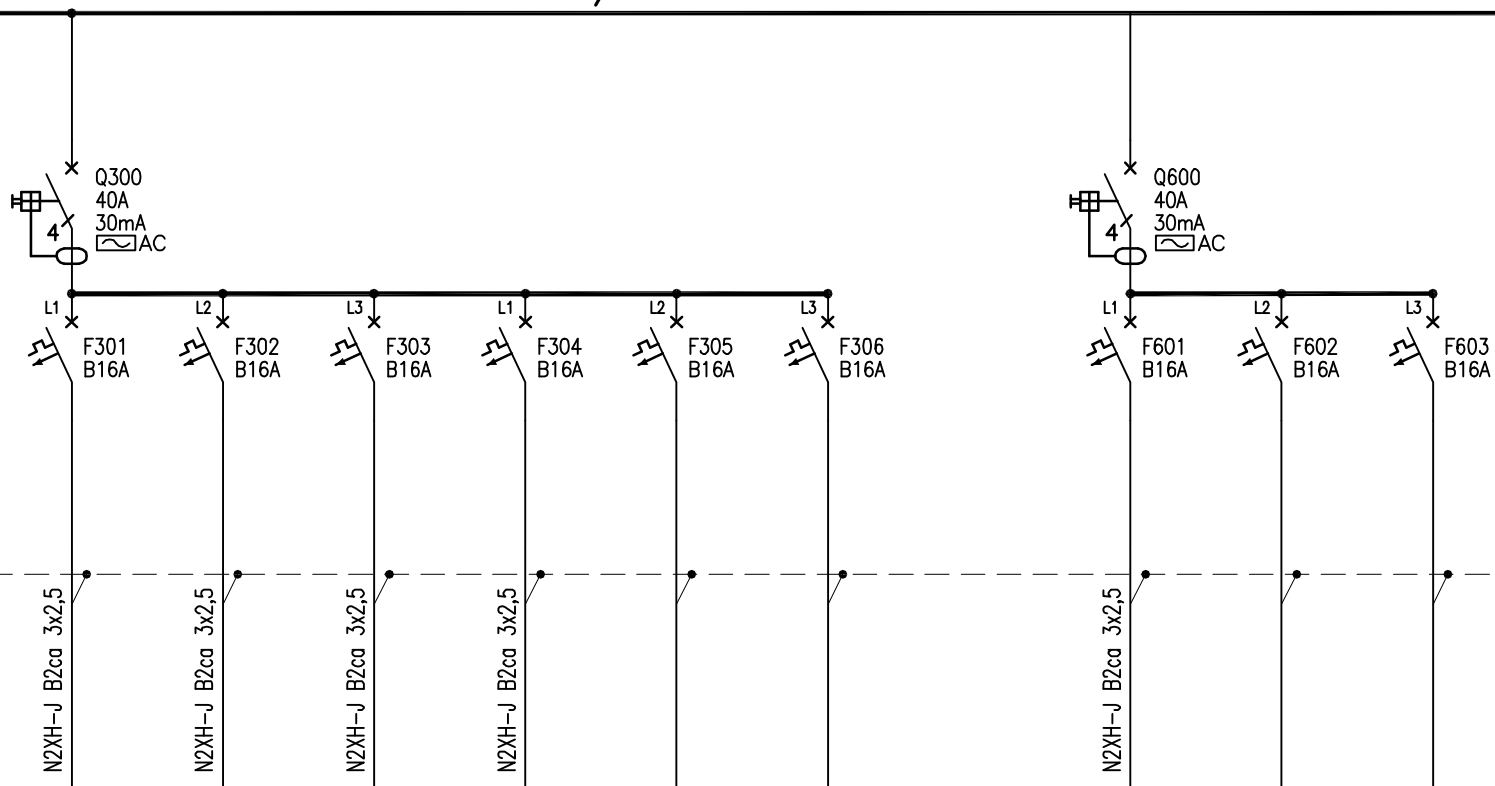 Q300
40A
30mA
4
AC
Q600
40A
30mA
4
AC
L1
L2
L3
L1
L2
L3
L1
L2
L3
F301
B16A
F302
B16A
F303
B16A
F304
B16A
F305
B16A
F306
B16A
F601
B16A
F602
B16A
F603
B16A
N2XH-J B2ca 3x2,5
N2XH-J B2ca 3x2,5
N2XH-J B2ca 3x2,5
N2XH-J B2ca 3x2,5
N2XH-J B2ca 3x2,5